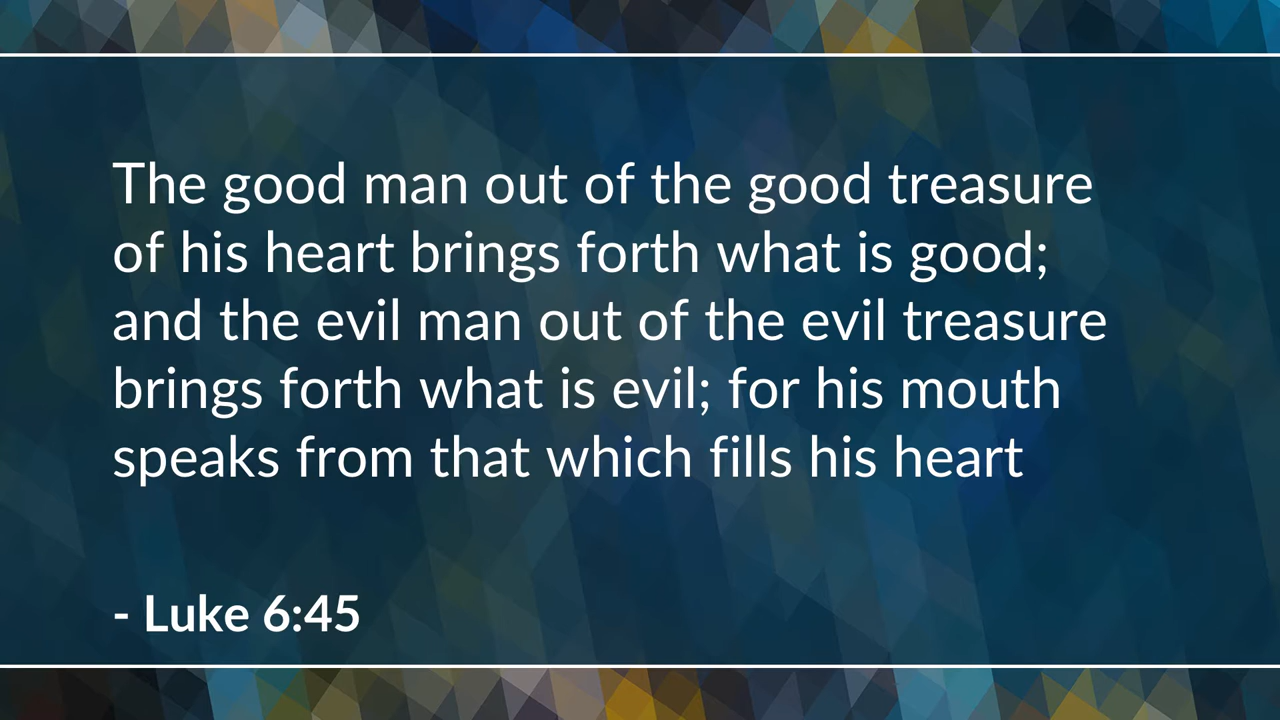 The good man out of the good treasure
of his heart brings forth what is good;
and the evil man out of the evil treasure
brings forth what is evil; for his mouth
speaks from that which fills his heart
- Luke 6:45